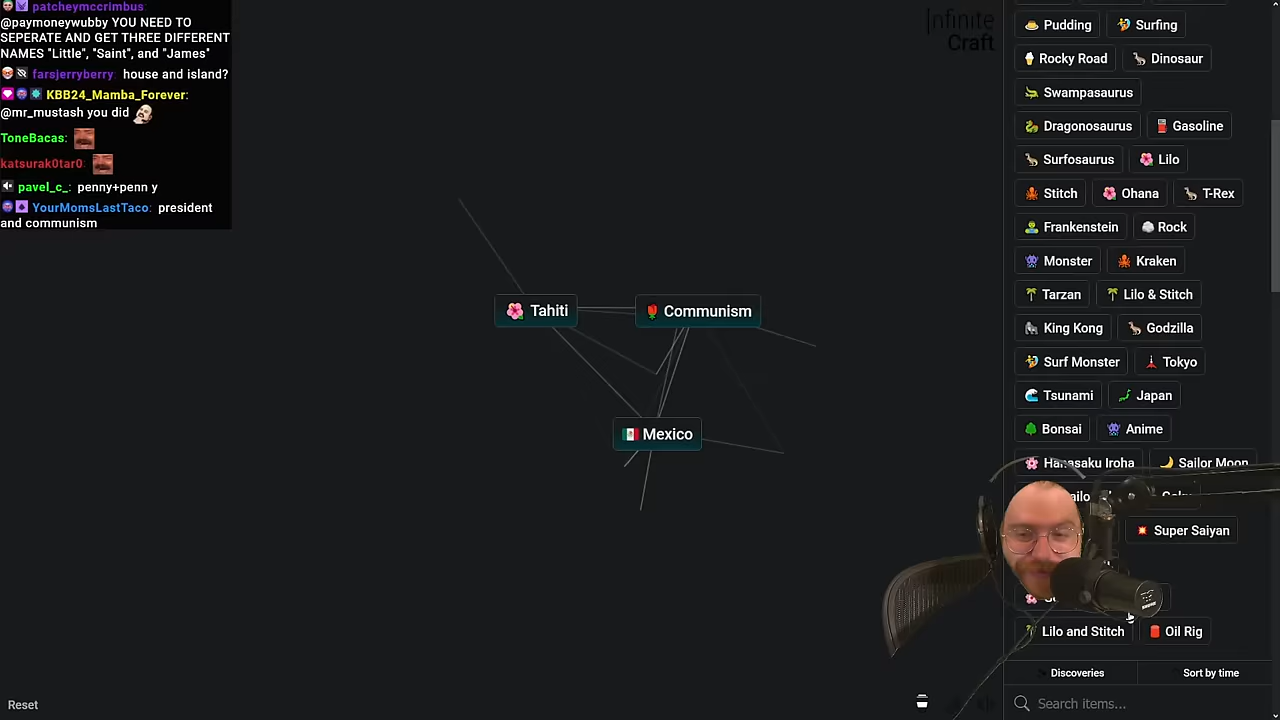 patcheymccrimbus:
@paymoneywubby YOU NEED TO
SEPERATE AND GET THREE DIFFERENT
NAMES "Little", "Saint", and "James"
farsjerryberry: house and island?
KBB24_Mamba_Forever:
@mr_mustash you did
ToneBacas:
katsurak0tar0:
pavel_c_: penny+penn y
YourMomsLastTaco: president
and communism
Infinite
Craft
Tahiti
Communism
Mexico
Reset
Pudding Surfing
Rocky Road Dinosaur
Swampasaurus
Dragonosaurus Gasoline
Surfosaurus Lilo
Stitch Ohana T-Rex
Frankenstein Rock
Monster Kraken
Tarzan Lilo & Stitch
King Kong Godzilla
Surf Monster Tokyo
Tsunami Japan
Bonsai Anime
Hanasaku Iroha Sailor Moon
Super Saiyan
Lilo and Stitch Oil Rig
Discoveries Sort by time
Search items...